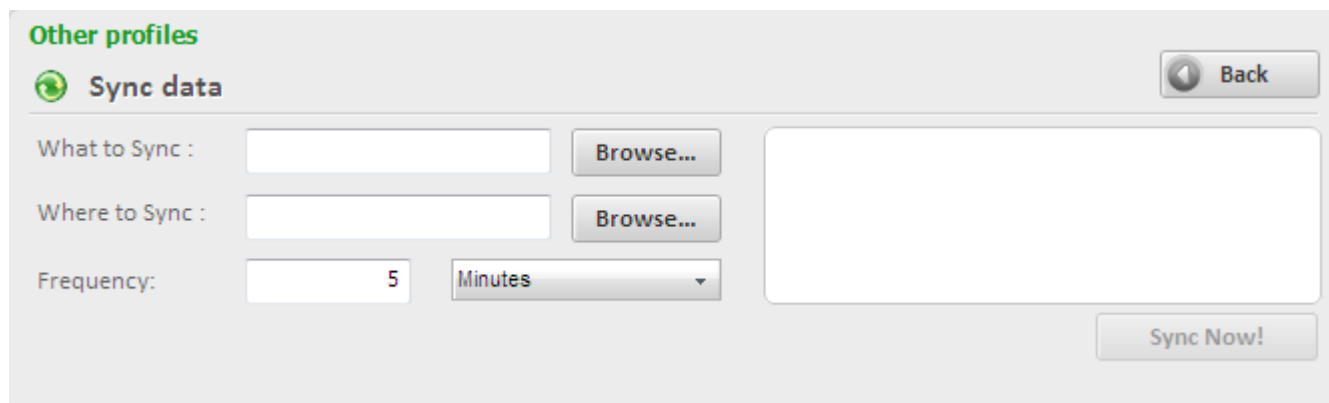 Other profiles
Sync data
Back
What to Sync :
Browse...
Where to Sync :
Browse...
Frequency:
5
Minutes
Sync Now!